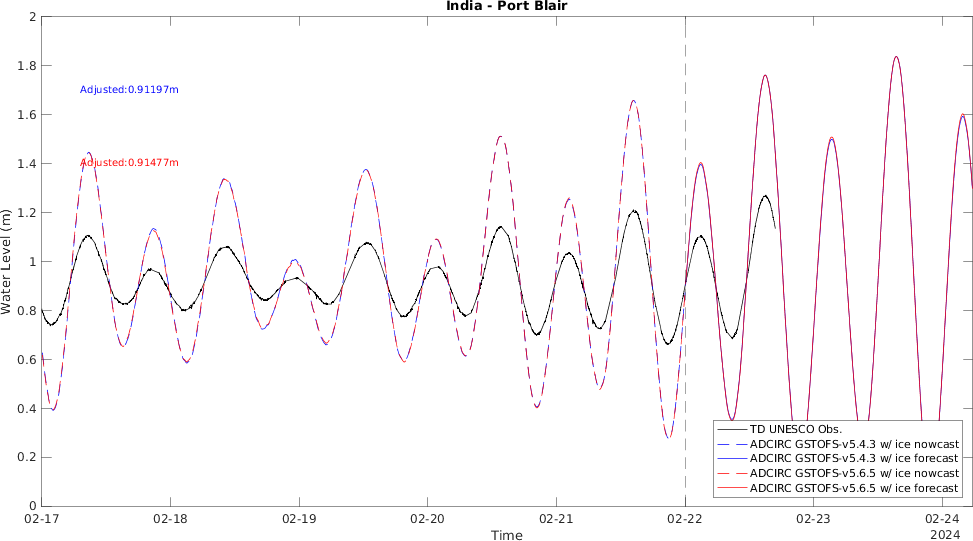 India - Port Blair
2
1.8
1.6
1.4
1.2
1
0.8
0.6
0.4
0.2
0
Water Level (m)
Adjusted:0.91197m
Adjusted:0.91477m
TD UNESCO Obs.
ADCIRC GSTOFS-v5.4.3 w/ ice nowcast
ADCIRC GSTOFS-v5.4.3 w/ ice forecast
ADCIRC GSTOFS-v5.6.5 w/ ice nowcast
ADCIRC GSTOFS-v5.6.5 w/ ice forecast
02-17 02-18 02-19 02-20 02-21 02-22 02-23 02-24
Time
2024